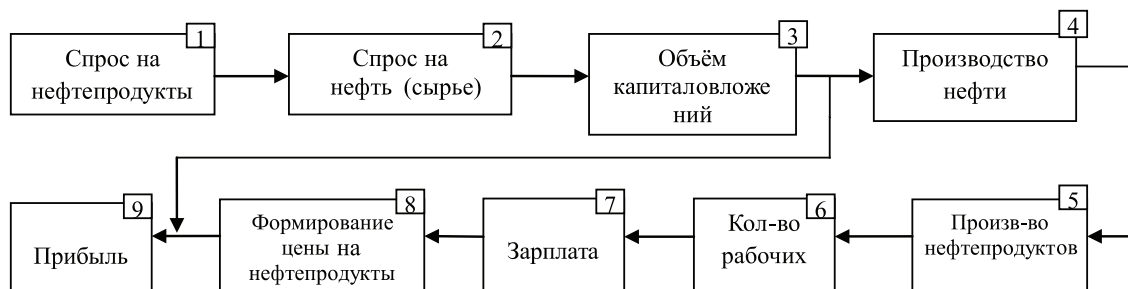 1
Спрос на
нефтепродукты
2
Спрос на
нефть (сырье)
3
Объём
капиталовложе
ний
4
Производство
нефти
9
Прибыль
8
Формирование
цены на
нефтепродукты
7
Зарплата
6
Кол-во
рабочих
5
Произв-во
нефтепродуктов